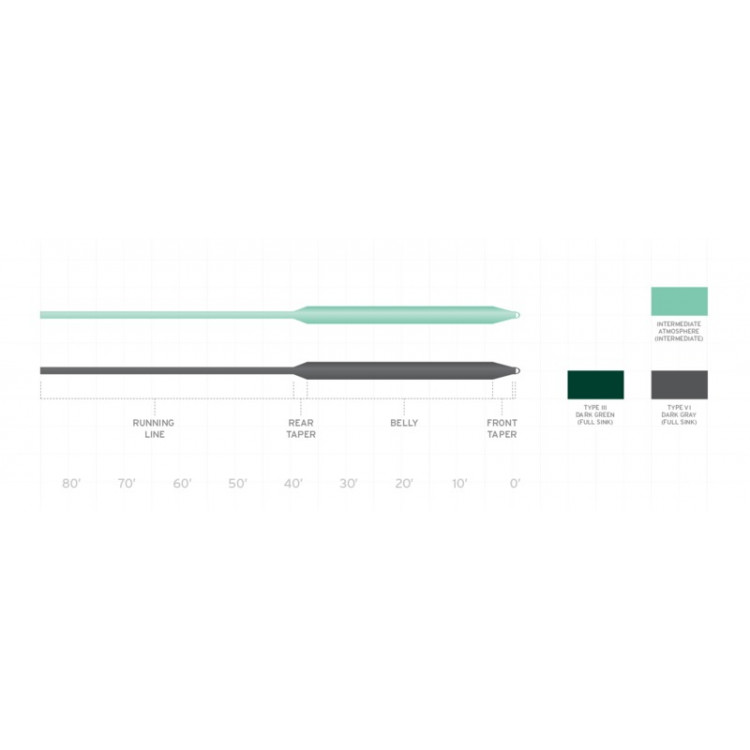 INTERMEDIATE
ATMOSPHERE
(INTERMEDIATE)
TYPE III
DARK GREEN
(FULL SINK)
TYPE VI
DARK GRAY
(FULL SINK)
RUNNING
LINE
REAR
TAPER
BELLY
FRONT
TAPER
80' 70' 60' 50' 40' 30' 20' 10' 0'